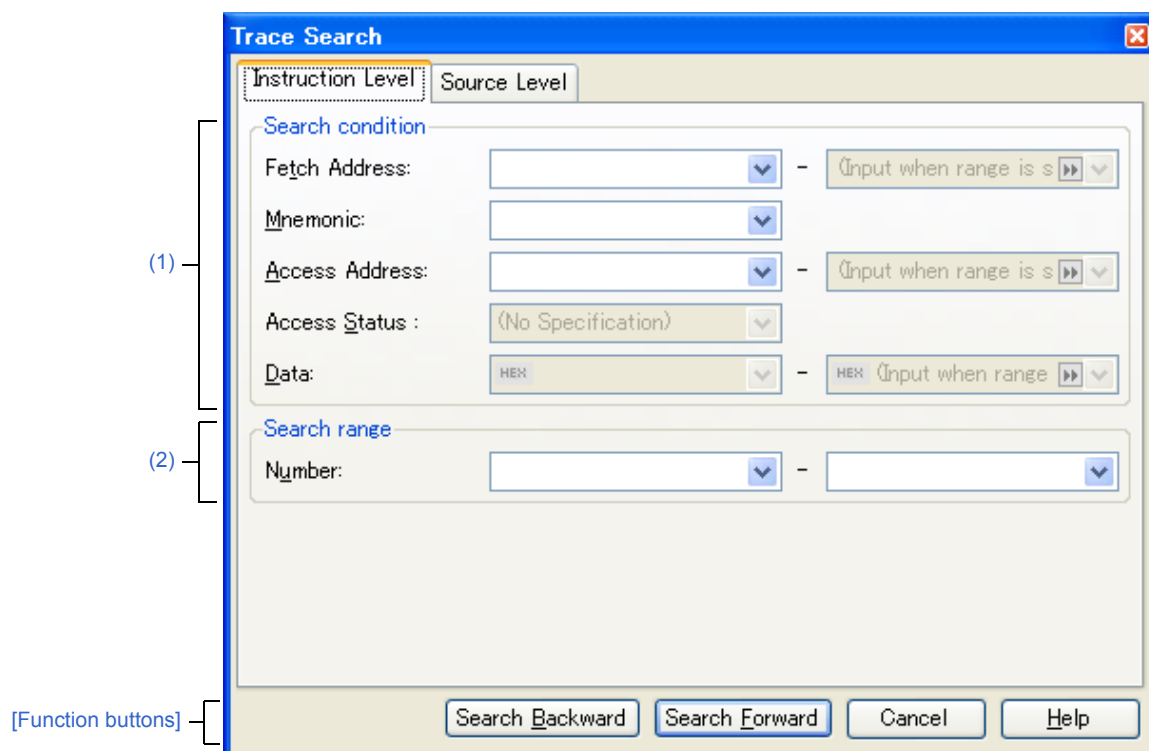 Trace Search
Instruction Level Source Level
Search condition
Fetch Address: - (Input when range is s
Mnemonic:
(1)
Access Address: - (Input when range is s
Access Status : (No Specification)
Data: HEX - HEX (Input when range
Search range
(2)
Number: -
[Function buttons]
Search Backward Search Forward Cancel Help